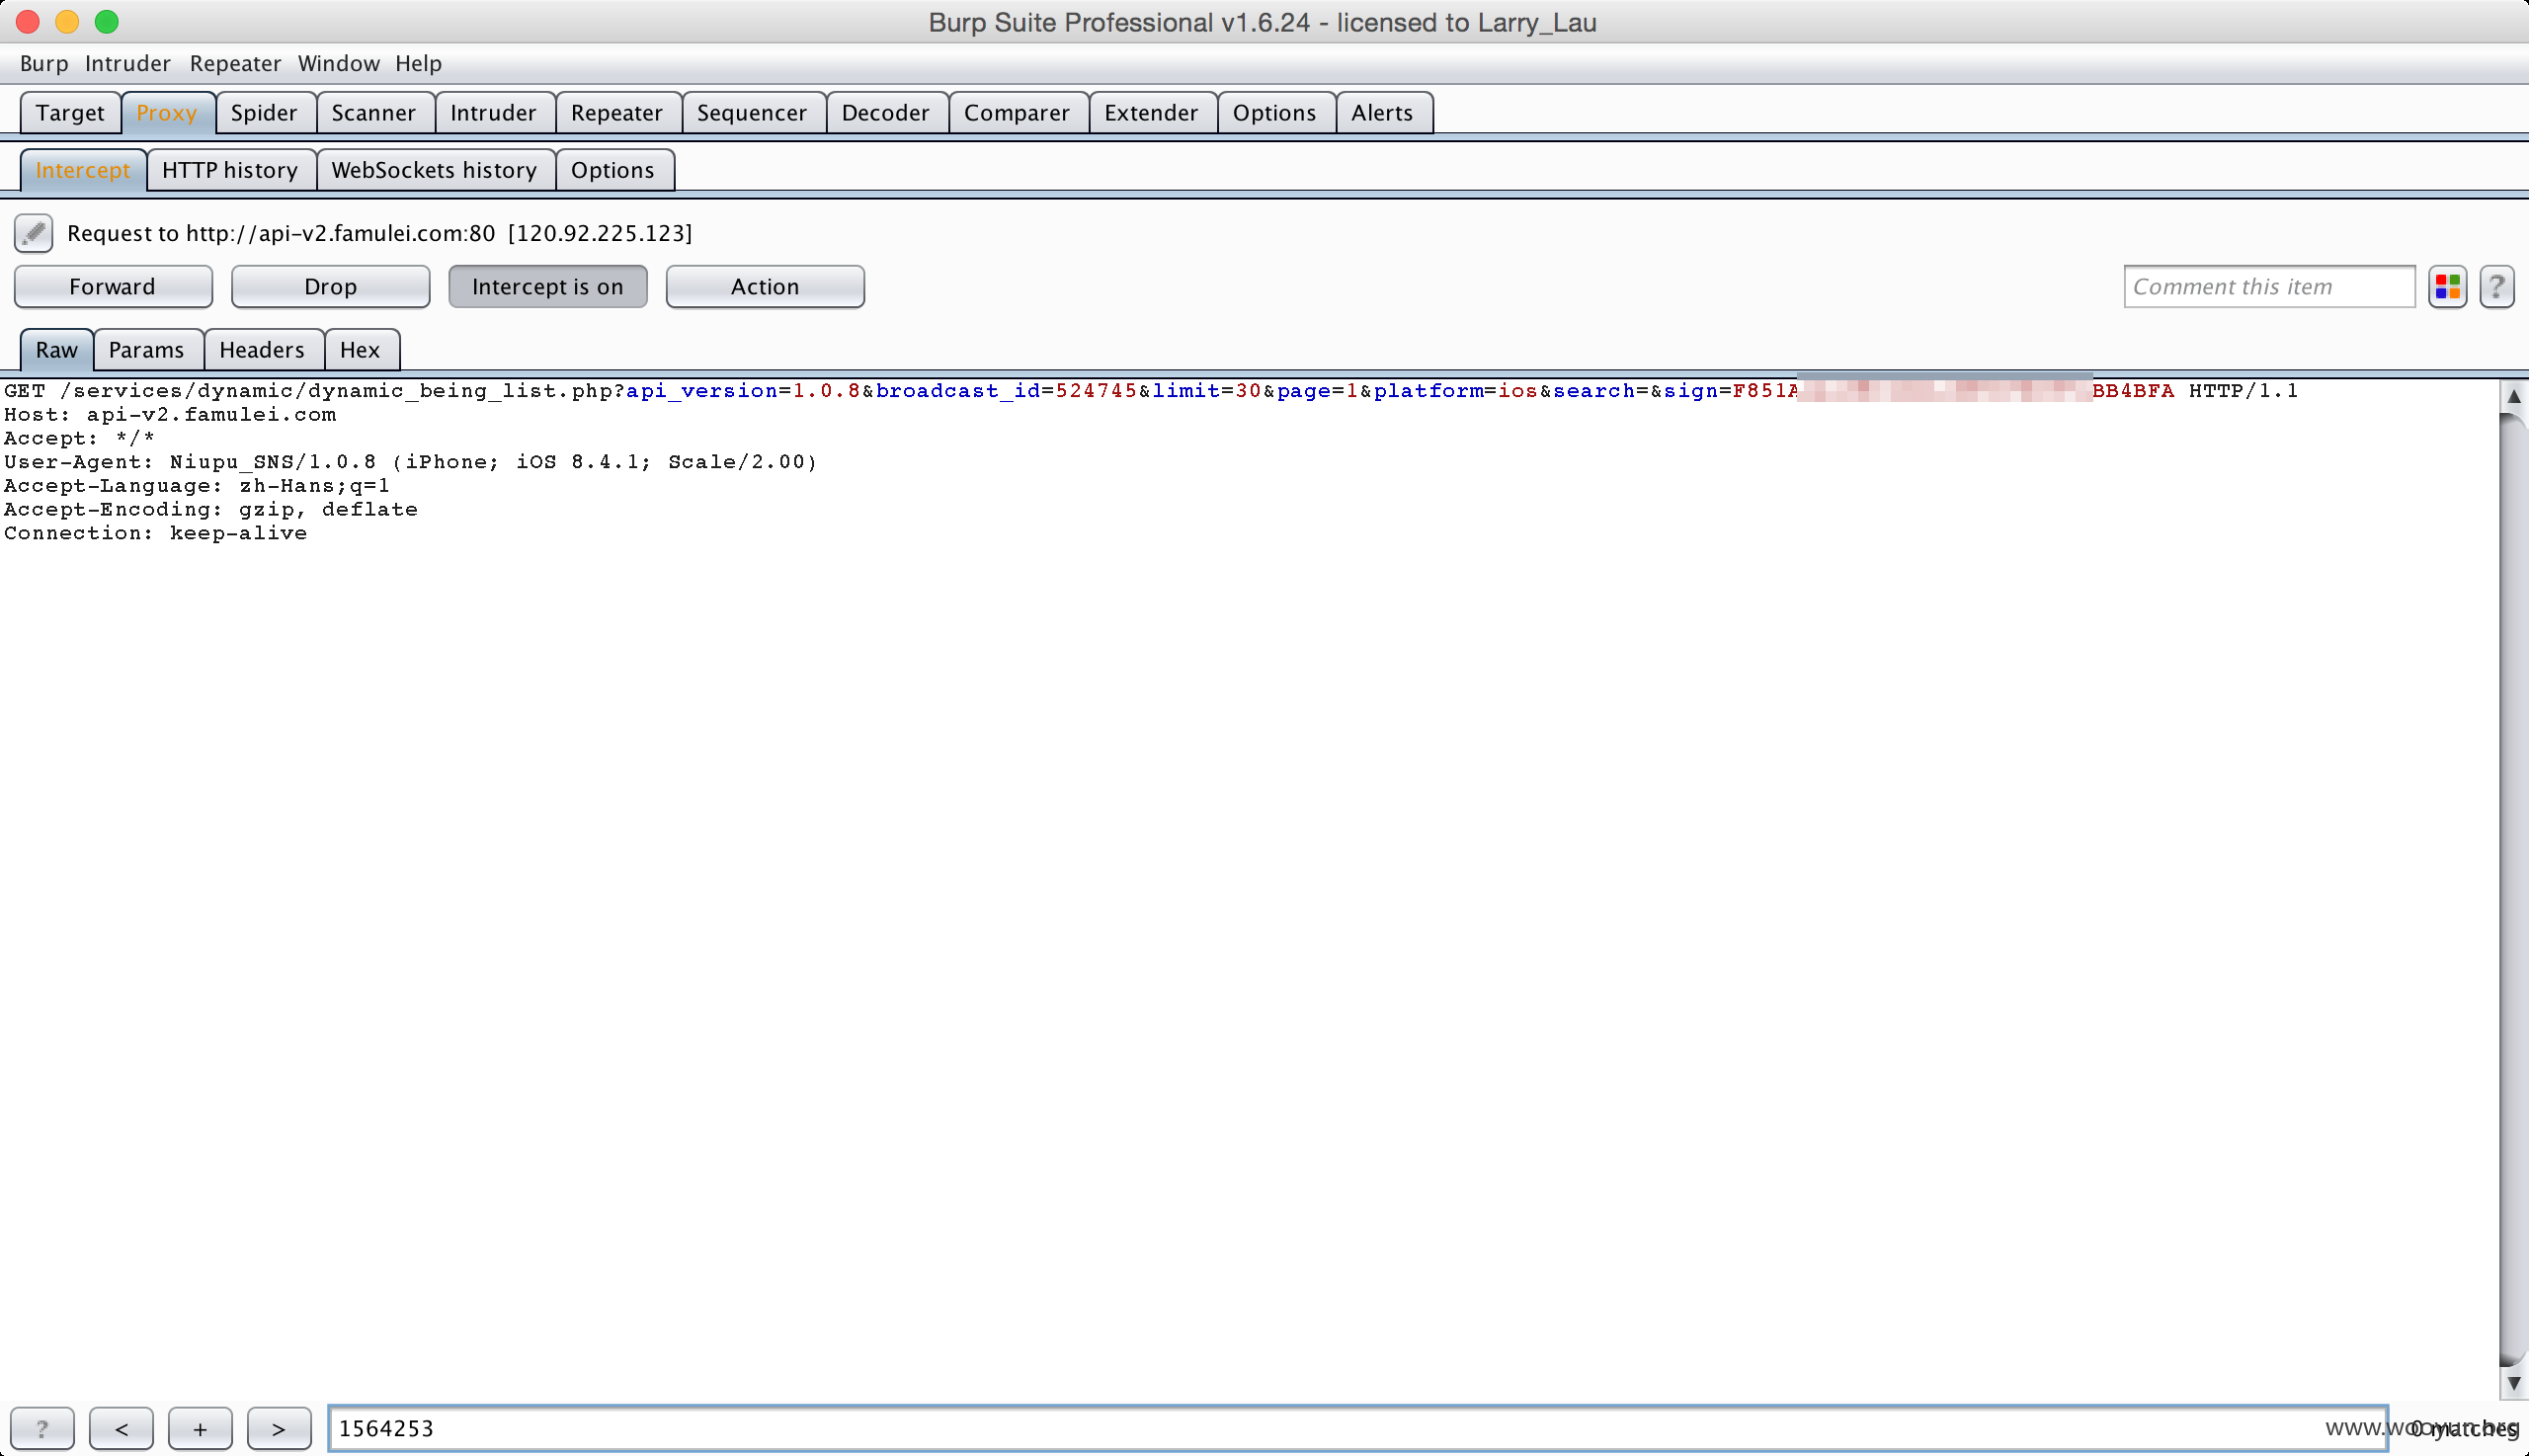 Burp Suite Professional v1.6.24 - licensed to Larry_Lau
Burp Intruder Repeater Window Help
Target Proxy Spider Scanner Intruder Repeater Sequencer Decoder Comparer Extender Options Alerts
Intercept HTTP history WebSockets history Options
Request to http://api-v2.famulei.com:80 [120.92.225.123]
Forward Drop Intercept is on Action Comment this item ?
Raw Params Headers Hex
GET /services/dynamic/dynamic_being_list.php?api_version=1.0.8&broadcast_id=524745&limit=30&page=1&platform=ios&search=&sign=F851A BB4BFA HTTP/1.1
Host: api-v2.famulei.com
Accept: */*
User-Agent: Niupu_SNS/1.0.8 (iPhone; iOS 8.4.1; Scale/2.00)
Accept-Language: zh-Hans;q=1
Accept-Encoding: gzip, deflate
Connection: keep-alive
? < + > 1564253 0 matches
www.wooyun.org